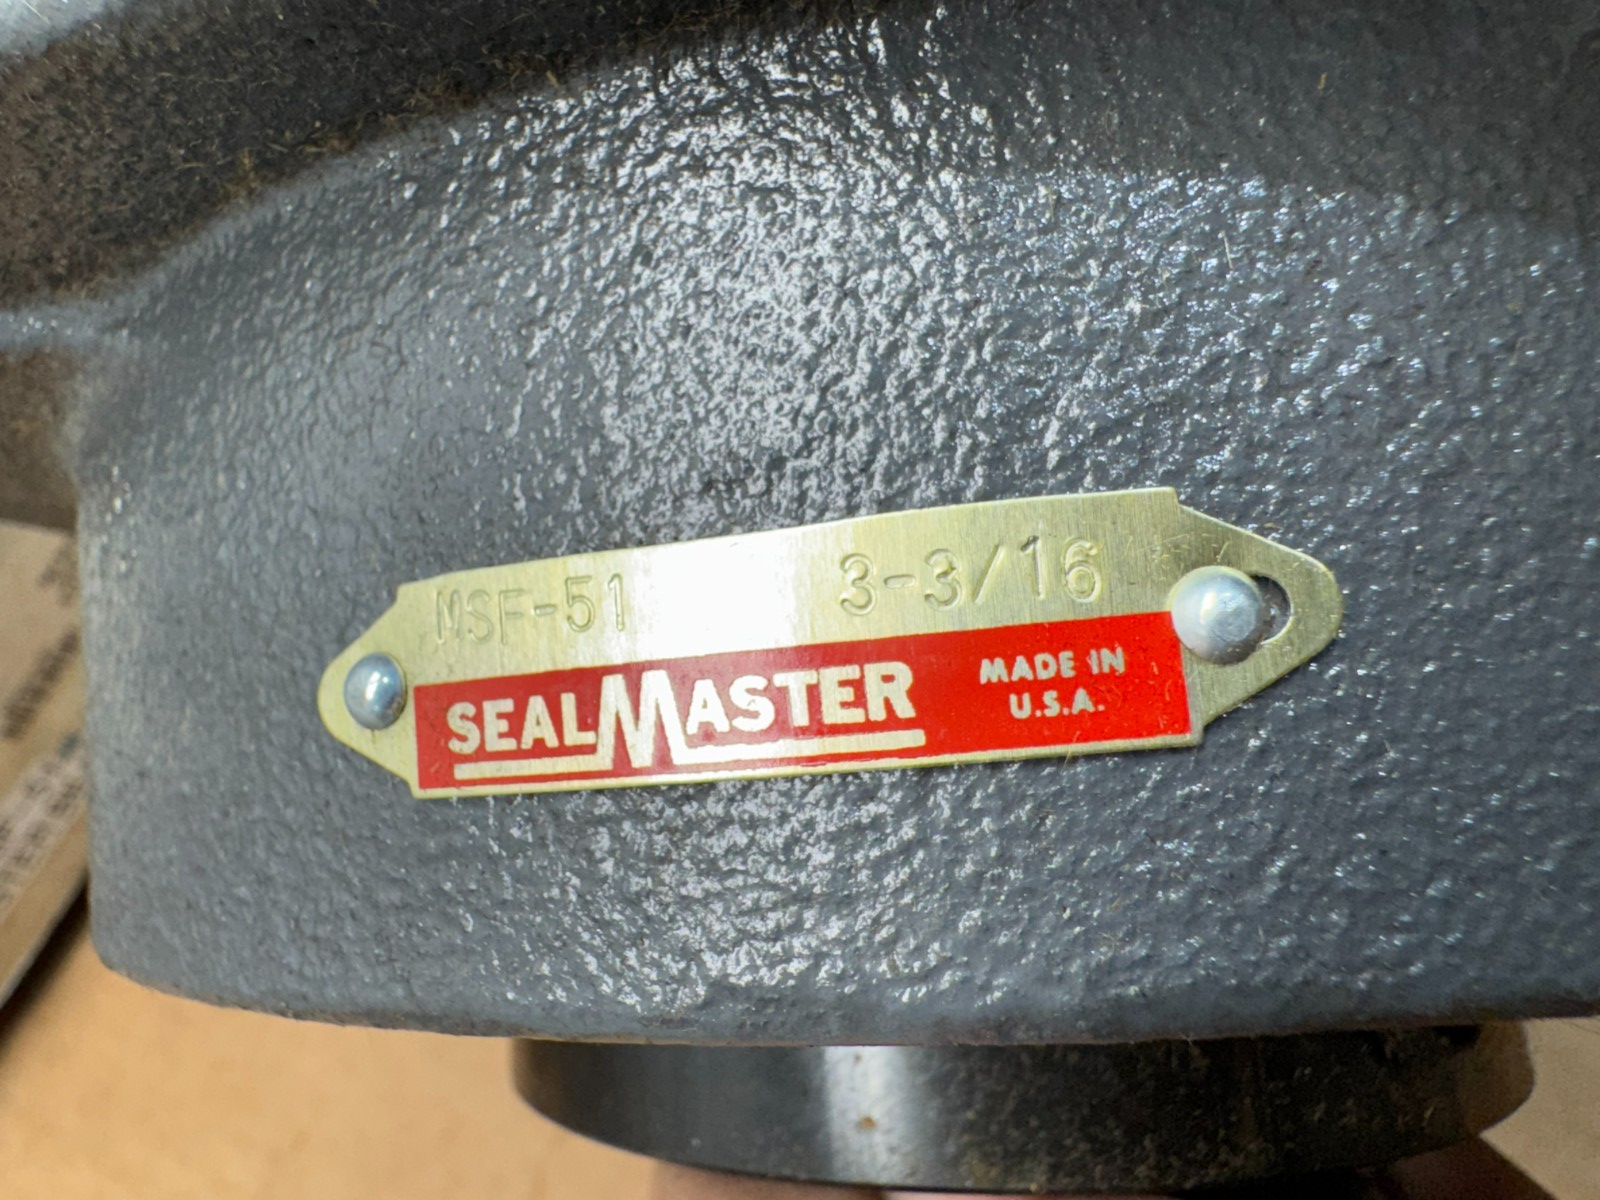 MSF-51 3-3/16
SEALMASTER MADE IN
U.S.A.